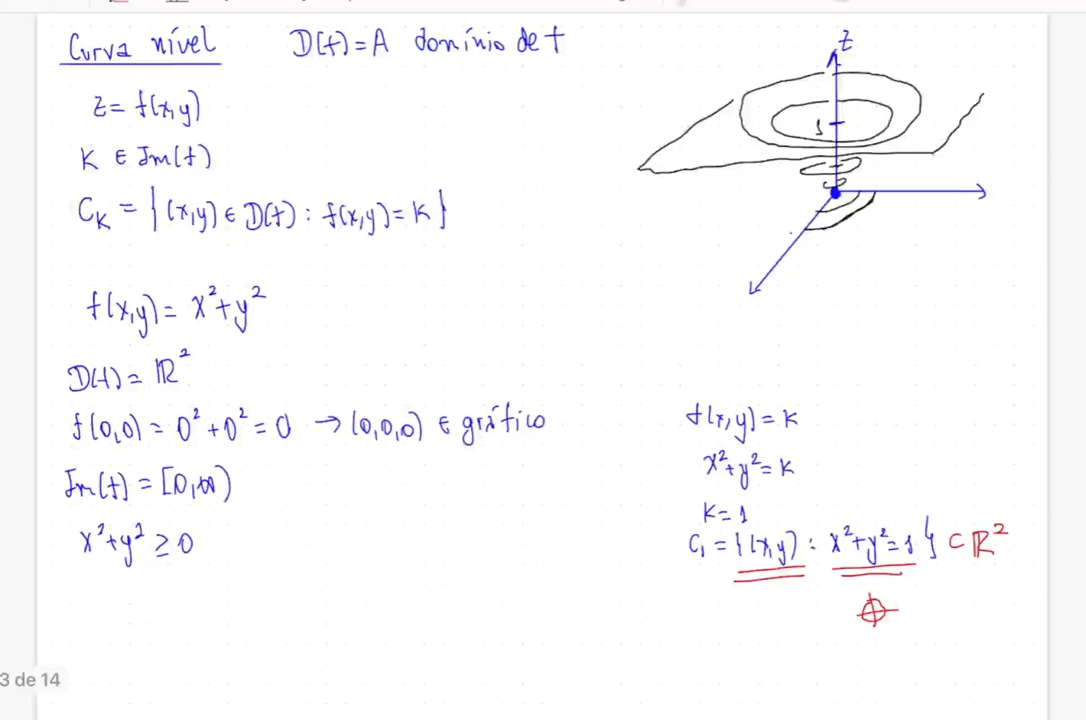 Curva nível D(f)=A domínio de f
z= f(x,y)
K ∈ Im(f)
C_K = {(x,y) ∈ D(f) : f(x,y)=K}
f(x,y)= x²+y²
D(f)= ℝ²
f(0,0)= 0²+0²=0 → (0,0,0) ∈ gráfico
Im(f) = [0,∞)
x²+y² ≥ 0
z
1
f(x,y)=K
x²+y²=K
K=1
C₁={(x,y) : x²+y²=1} ⊂ ℝ²
3 de 14